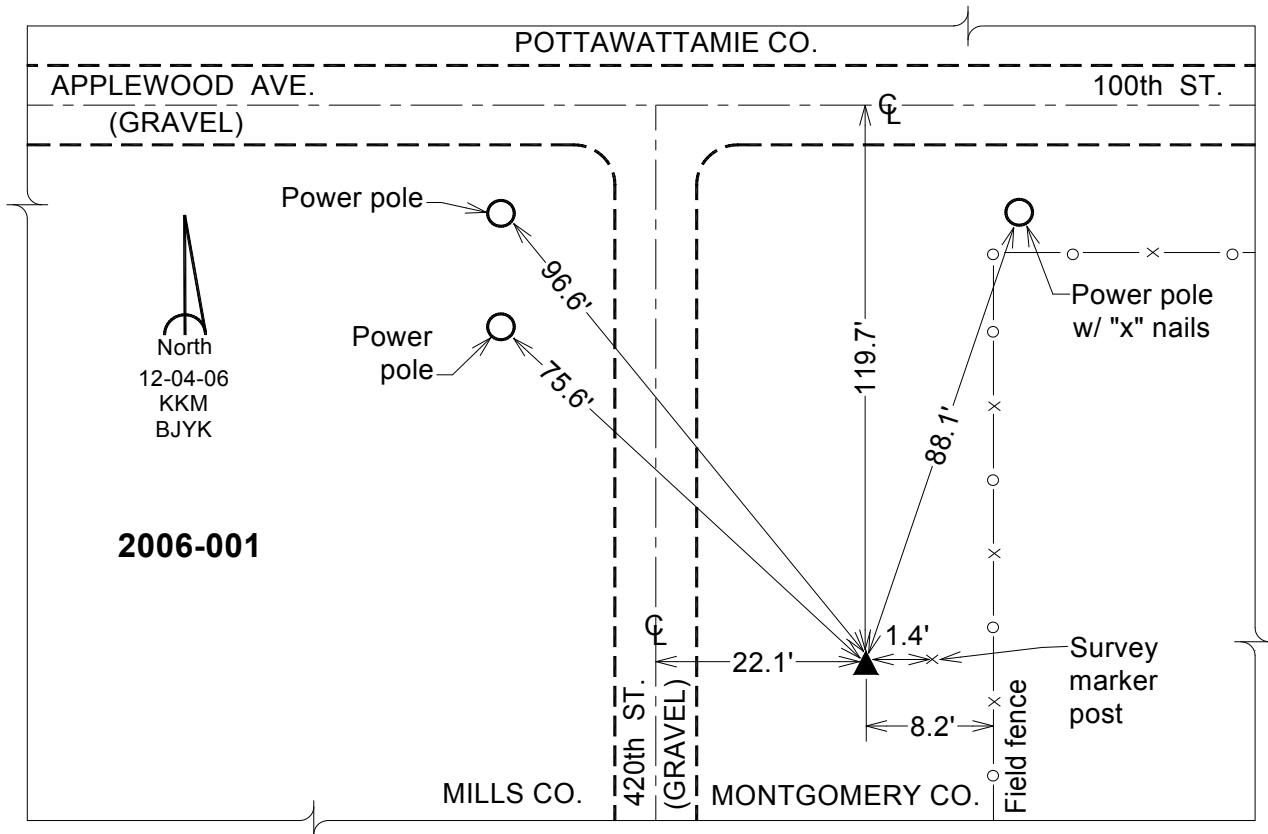 POTTAWATTAMIE CO.
APPLEWOOD AVE.
(GRAVEL)
100th ST.
℄
Power pole
96.6'
119.7'
88.1'
Power pole
w/ "x" nails
Power
pole
75.6'
North
12-04-06
KKM
BJYK
2006-001
℄
22.1'
1.4'
Survey
marker
post
8.2'
Field fence
420th ST.
(GRAVEL)
MILLS CO.
MONTGOMERY CO.